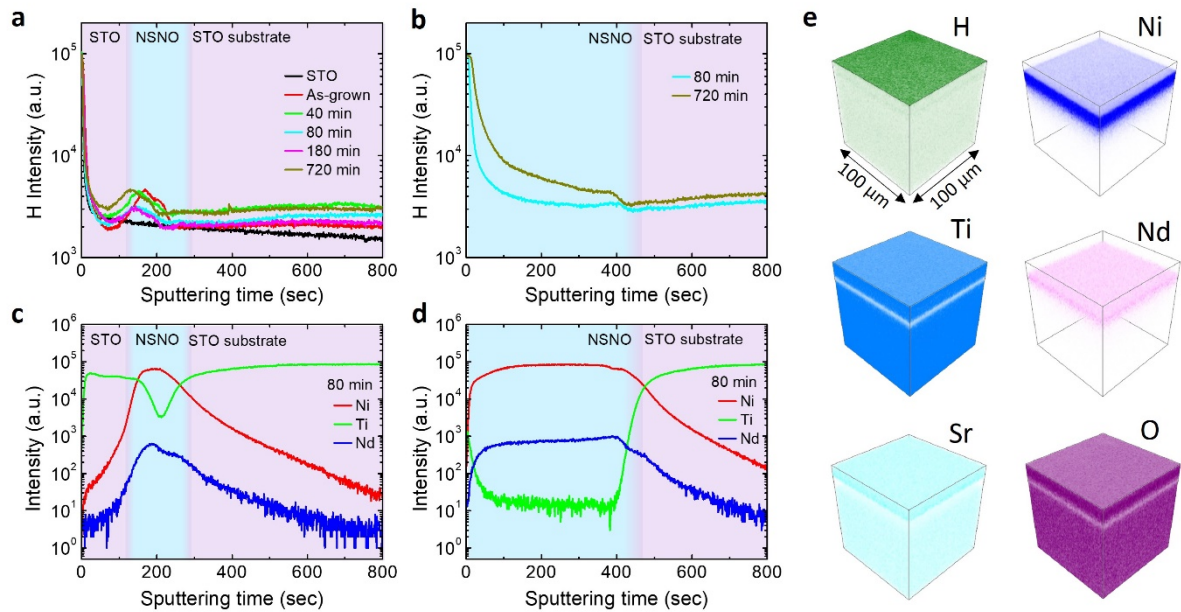 a
STO NSNO STO substrate
10^5
10^4
10^3
H Intensity (a.u.)
STO
As-grown
40 min
80 min
180 min
720 min
0 200 400 600 800
Sputtering time (sec)
b
NSNO STO substrate
10^5
10^4
10^3
H Intensity (a.u.)
80 min
720 min
0 200 400 600 800
Sputtering time (sec)
c
STO NSNO STO substrate
10^6
10^5
10^4
10^3
10^2
10^1
10^0
Intensity (a.u.)
80 min
Ni
Ti
Nd
0 200 400 600 800
Sputtering time (sec)
d
NSNO STO substrate
10^6
10^5
10^4
10^3
10^2
10^1
10^0
Intensity (a.u.)
80 min
Ni
Ti
Nd
0 200 400 600 800
Sputtering time (sec)
e
H
100 µm
100 µm
Ni
Ti
Nd
Sr
O